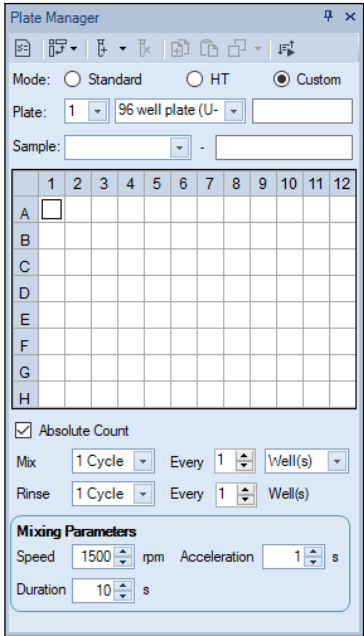 Plate Manager
Mode: Standard HT Custom
Plate: 1 96 well plate (U-
Sample: -
1 2 3 4 5 6 7 8 9 10 11 12
A
B
C
D
E
F
G
H
Absolute Count
Mix 1 Cycle Every 1 Well(s)
Rinse 1 Cycle Every 1 Well(s)
Mixing Parameters
Speed 1500 rpm Acceleration 1 s
Duration 10 s